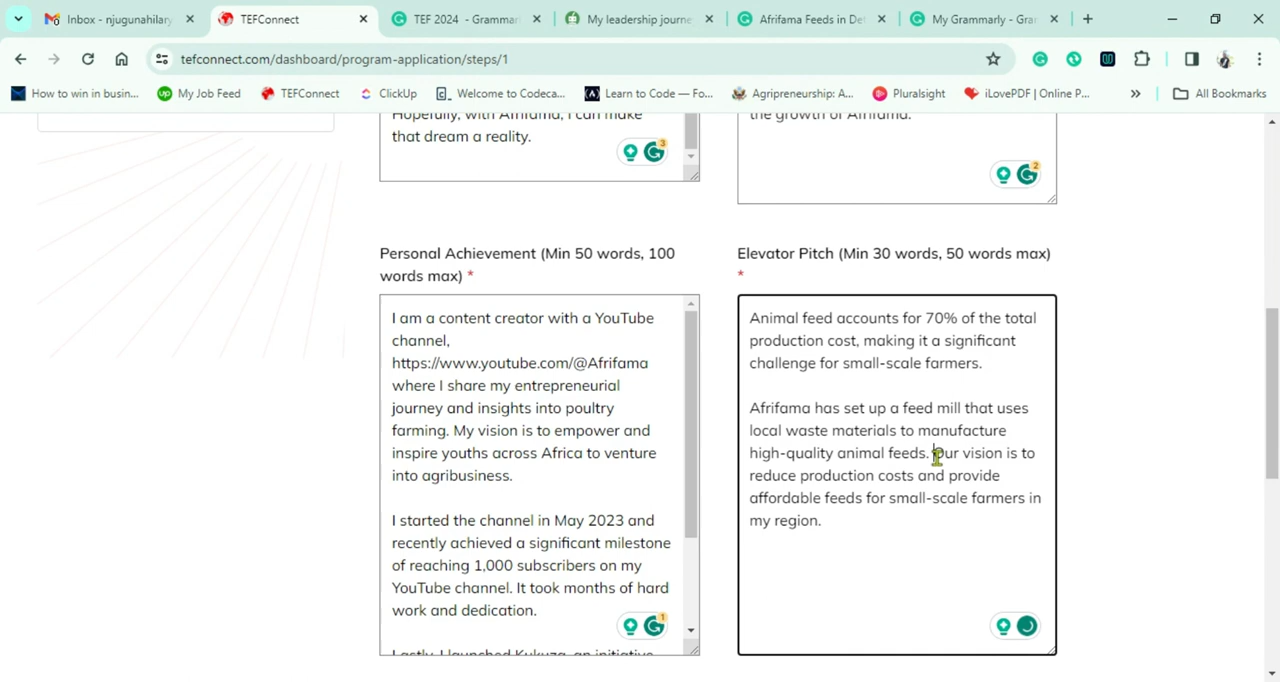 Inbox - njugunahilary
TEFConnect
TEF 2024 - Grammar
My leadership journe
Afrifama Feeds in De
My Grammarly - Gra
tefconnect.com/dashboard/program-application/steps/1
How to win in busin...
My Job Feed
TEFConnect
ClickUp
Welcome to Codeca...
Learn to Code — Fo...
Agripreneurship: A...
Pluralsight
iLovePDF | Online P...
»
All Bookmarks
Hopefully, with Afrifama, I can make
that dream a reality.
3
the growth of Afrifama.
2
Personal Achievement (Min 50 words, 100
words max) *
I am a content creator with a YouTube
channel,
https://www.youtube.com/@Afrifama
where I share my entrepreneurial
journey and insights into poultry
farming. My vision is to empower and
inspire youths across Africa to venture
into agribusiness.
I started the channel in May 2023 and
recently achieved a significant milestone
of reaching 1,000 subscribers on my
YouTube channel. It took months of hard
work and dedication.
1
Lastly, I launched Kukuza, an initiative
Elevator Pitch (Min 30 words, 50 words max)
*
Animal feed accounts for 70% of the total
production cost, making it a significant
challenge for small-scale farmers.
Afrifama has set up a feed mill that uses
local waste materials to manufacture
high-quality animal feeds. Our vision is to
reduce production costs and provide
affordable feeds for small-scale farmers in
my region.